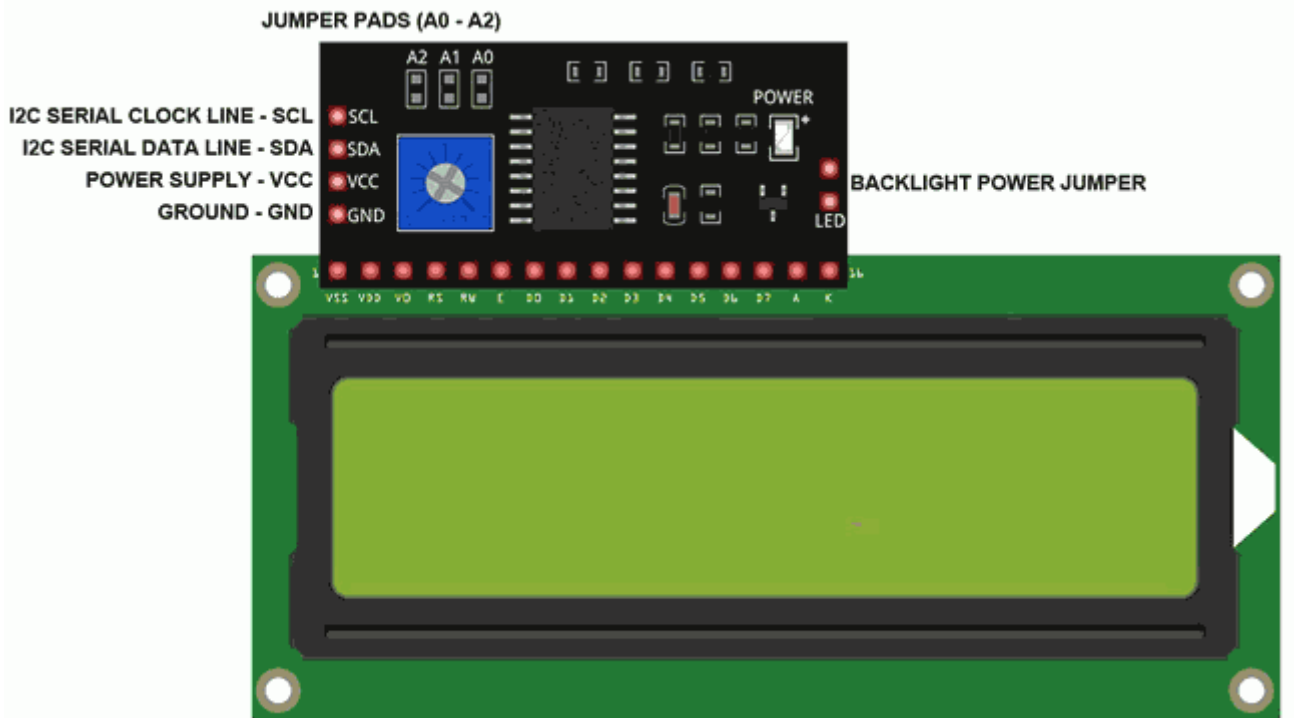 JUMPER PADS (A0 - A2)
A2 A1 A0
POWER
I2C SERIAL CLOCK LINE - SCL
SCL
I2C SERIAL DATA LINE - SDA
SDA
POWER SUPPLY - VCC
VCC
GROUND - GND
GND
BACKLIGHT POWER JUMPER
LED
1 16
VSS VDD VO RS RW E D0 D1 D2 D3 D4 D5 D6 D7 A K